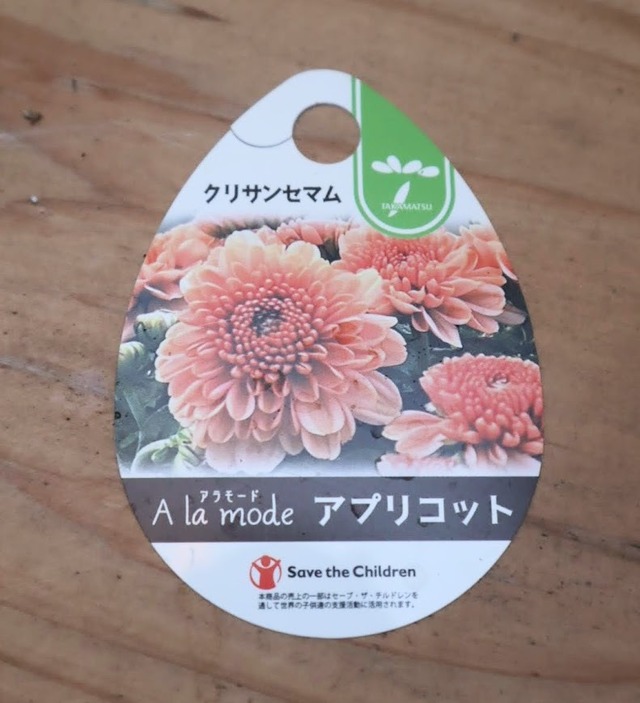 クリサンセマム
TAKAMATSU
アラモード
A la mode アプリコット
Save the Children
本商品の売上の一部はセーブ・ザ・チルドレンを
通して世界の子供達の支援活動に活用されます。